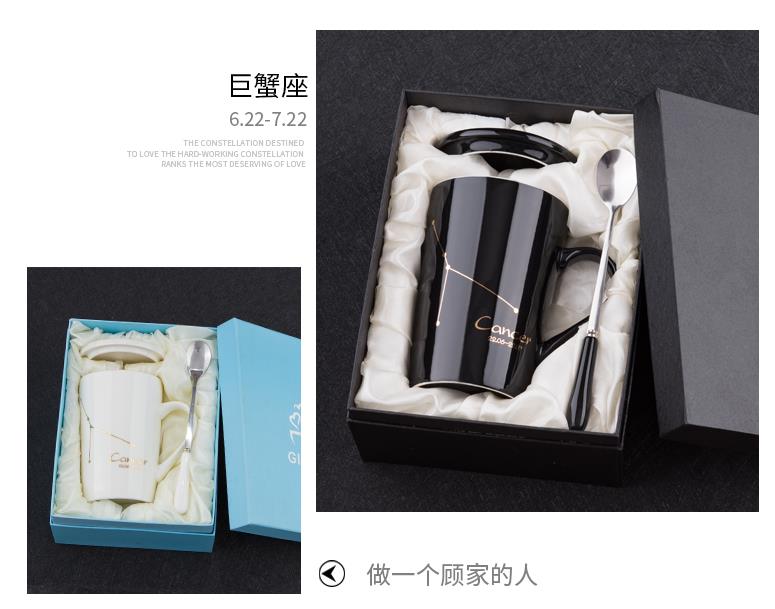 巨蟹座
6.22-7.22
THE CONSTELLATION DESTINED
TO LOVE THE HARD-WORKING CONSTELLATION
RANKS THE MOST DESERVING OF LOVE
Cancer
Cancer
做一个顾家的人